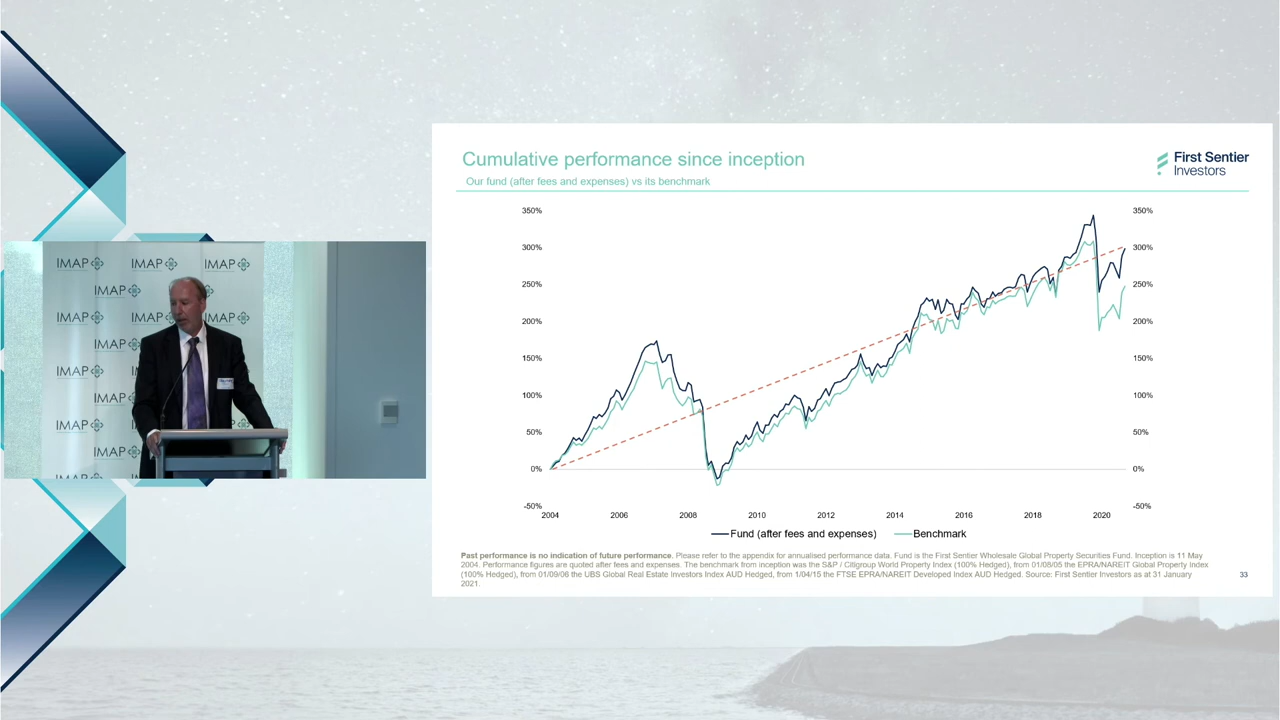 Cumulative performance since inception
Our fund (after fees and expenses) vs its benchmark
First Sentier
Investors
350%
300%
250%
200%
150%
100%
50%
0%
-50%
350%
300%
250%
200%
150%
100%
50%
0%
-50%
2004 2006 2008 2010 2012 2014 2016 2018 2020
Fund (after fees and expenses) Benchmark
Past performance is no indication of future performance. Please refer to the appendix for annualised performance data. Fund is the First Sentier Wholesale Global Property Securities Fund. Inception is 11 May
2004. Performance figures are quoted after fees and expenses. The benchmark from inception was the S&P / Citigroup World Property Index (100% Hedged), from 01/08/05 the EPRA/NAREIT Global Property Index
(100% Hedged), from 01/09/06 the UBS Global Real Estate Investors Index AUD Hedged, from 1/04/15 the FTSE EPRA/NAREIT Developed Index AUD Hedged. Source: First Sentier Investors as at 31 January
2021.
33
IMAP IMAP IMAP
IMAP
IMAP IMAP IMAP
IMAP
IMAP
IMAP
IMAP
IMAP
IMAP